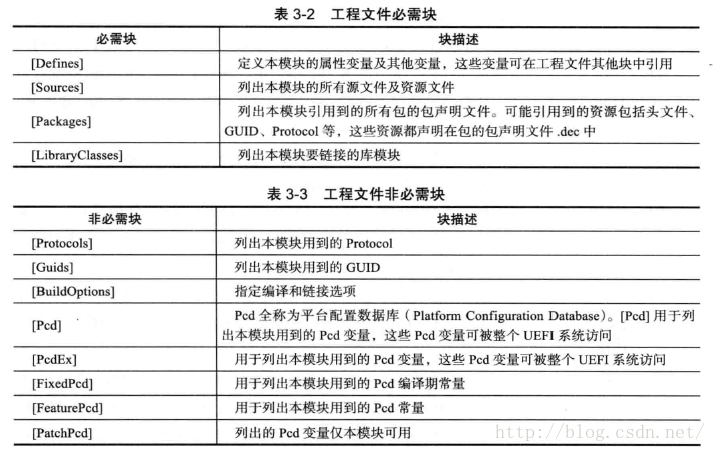 表 3-2 工程文件必需块
必需块 块描述
[Defines] 定义本模块的属性变量及其他变量，这些变量可在工程文件其他块中引用
[Sources] 列出本模块的所有源文件及资源文件
[Packages] 列出本模块引用到的所有包的包声明文件。可能引用到的资源包括头文件、
GUID、Protocol 等，这些资源都声明在包的包声明文件 .dec 中
[LibraryClasses] 列出本模块要链接的库模块
表 3-3 工程文件非必需块
非必需块 块描述
[Protocols] 列出本模块用到的 Protocol
[Guids] 列出本模块用到的 GUID
[BuildOptions] 指定编译和链接选项
[Pcd] Pcd 全称为平台配置数据库（Platform Configuration Database）。[Pcd] 用于列
出本模块用到的 Pcd 变量，这些 Pcd 变量可被整个 UEFI 系统访问
[PcdEx] 用于列出本模块用到的 Pcd 变量，这些 Pcd 变量可被整个 UEFI 系统访问
[FixedPcd] 用于列出本模块用到的 Pcd 编译期常量
[FeaturePcd] 用于列出本模块用到的 Pcd 常量
[PatchPcd] 列出的 Pcd 变量仅本模块可用
http://blog.csdn.net/